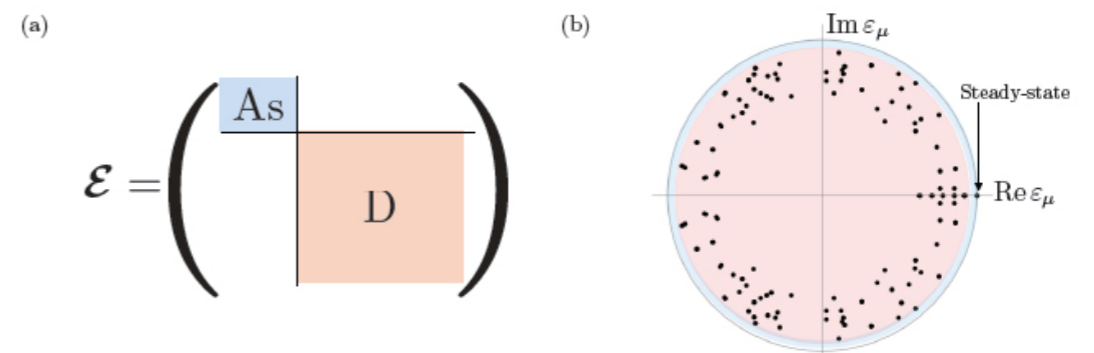 (a)
𝓔 =
As
D
(b)
Im ε_μ
Steady-state
Re ε_μ